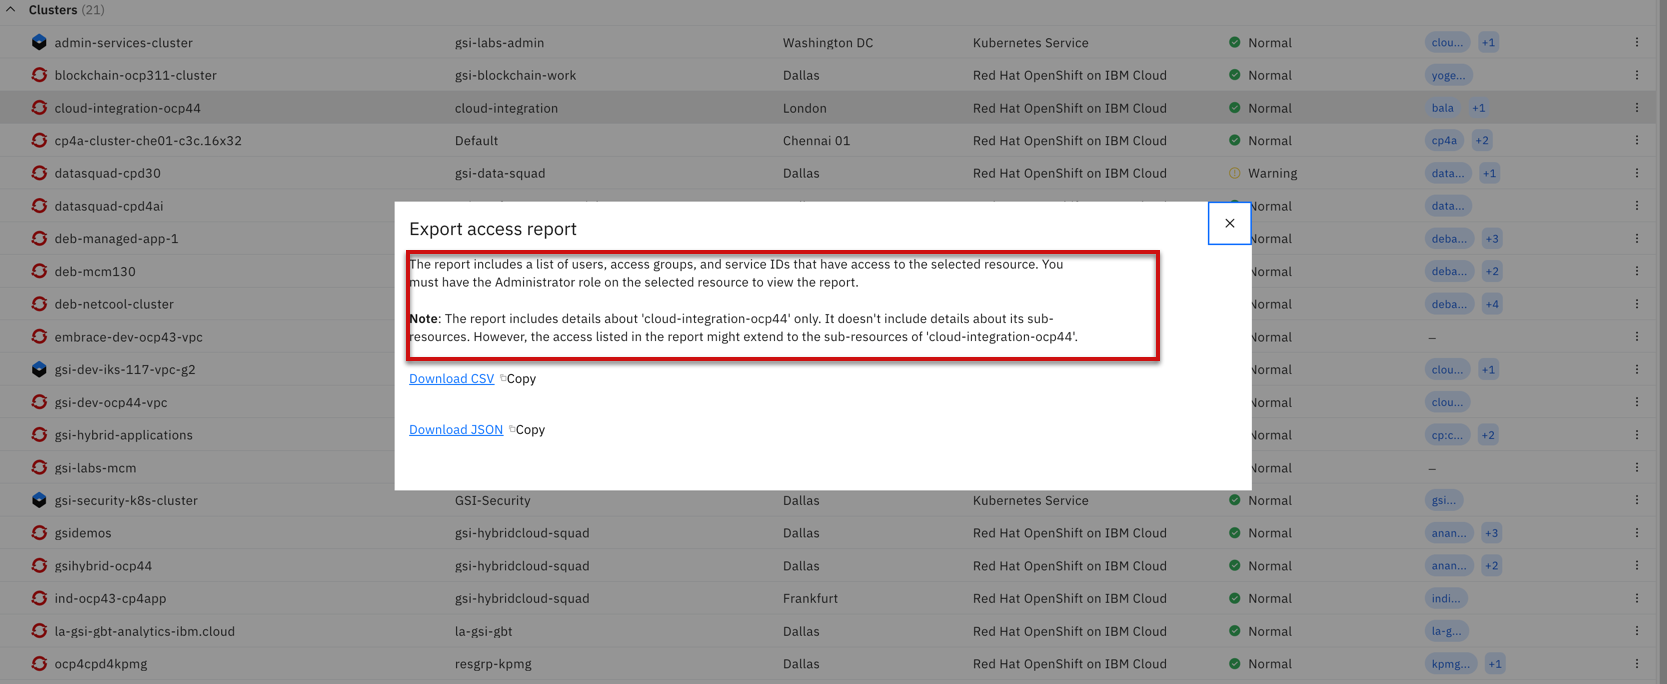 Clusters (21)
admin-services-cluster gsi-labs-admin Washington DC Kubernetes Service Normal clou... +1
blockchain-ocp311-cluster gsi-blockchain-work Dallas Red Hat OpenShift on IBM Cloud Normal yoge...
cloud-integration-ocp44 cloud-integration London Red Hat OpenShift on IBM Cloud Normal bala +1
cp4a-cluster-che01-c3c.16x32 Default Chennai 01 Red Hat OpenShift on IBM Cloud Normal cp4a +2
datasquad-cpd30 gsi-data-squad Dallas Red Hat OpenShift on IBM Cloud Warning data... +1
datasquad-cpd4ai Normal data...
Export access report
deb-managed-app-1 Normal deba... +3
The report includes a list of users, access groups, and service IDs that have access to the selected resource. You
must have the Administrator role on the selected resource to view the report.
deb-mcm130 Normal deba... +2
deb-netcool-cluster Normal deba... +4
Note: The report includes details about 'cloud-integration-ocp44' only. It doesn't include details about its sub-
resources. However, the access listed in the report might extend to the sub-resources of 'cloud-integration-ocp44'.
embrace-dev-ocp43-vpc Normal –
gsi-dev-iks-117-vpc-g2 Normal clou... +1
Download CSV Copy
gsi-dev-ocp44-vpc Normal clou...
gsi-hybrid-applications Normal cp:c... +2
Download JSON Copy
gsi-labs-mcm Normal –
gsi-security-k8s-cluster GSI-Security Dallas Kubernetes Service Normal gsi...
gsidemos gsi-hybridcloud-squad Dallas Red Hat OpenShift on IBM Cloud Normal anan... +3
gsihybrid-ocp44 gsi-hybridcloud-squad Dallas Red Hat OpenShift on IBM Cloud Normal anan... +2
ind-ocp43-cp4app gsi-hybridcloud-squad Frankfurt Red Hat OpenShift on IBM Cloud Normal indi...
la-gsi-gbt-analytics-ibm.cloud la-gsi-gbt Dallas Red Hat OpenShift on IBM Cloud Normal la-g...
ocp4cpd4kpmg resgrp-kpmg Dallas Red Hat OpenShift on IBM Cloud Normal kpmg... +1